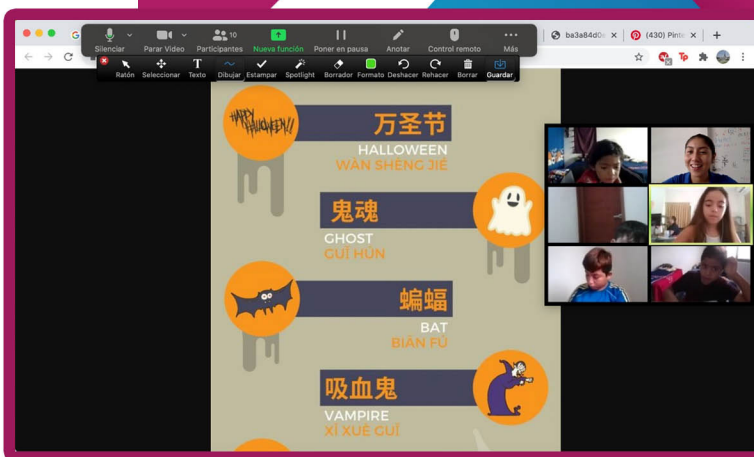 10
Silenciar Parar Video Participantes Nueva función Poner en pausa Anotar Control remoto Más
ba3a84d0
(430) Pinte
Ratón Seleccionar Texto Dibujar Estampar Spotlight Borrador Formato Deshacer Rehacer Borrar Guardar
HAPPY HALLOWEEN!!
万圣节
HALLOWEEN
WÀN SHÈNG JIÉ
鬼魂
GHOST
GUǏ HÚN
蝙蝠
BAT
BIĀN FÚ
吸血鬼
VAMPIRE
XĪ XUÈ GUǏ